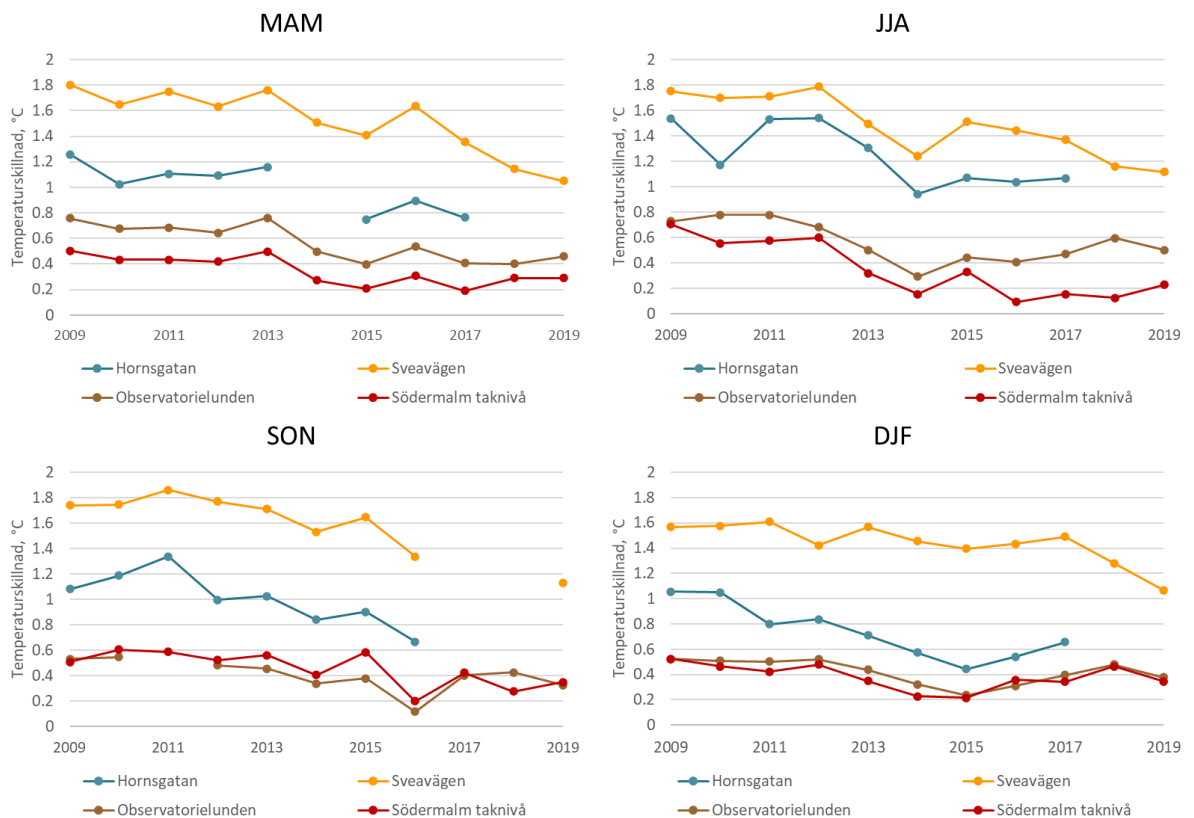 MAM
Temperaturskillnad, °C
2
1.8
1.6
1.4
1.2
1
0.8
0.6
0.4
0.2
0
2009 2011 2013 2015 2017 2019
Hornsgatan Sveavägen
Observatorielunden Södermalm taknivå
JJA
Temperaturskillnad, °C
2
1.8
1.6
1.4
1.2
1
0.8
0.6
0.4
0.2
0
2009 2011 2013 2015 2017 2019
Hornsgatan Sveavägen
Observatorielunden Södermalm taknivå
SON
Temperaturskillnad, °C
2
1.8
1.6
1.4
1.2
1
0.8
0.6
0.4
0.2
0
2009 2011 2013 2015 2017 2019
Hornsgatan Sveavägen
Observatorielunden Södermalm taknivå
DJF
Temperaturskillnad, °C
2
1.8
1.6
1.4
1.2
1
0.8
0.6
0.4
0.2
0
2009 2011 2013 2015 2017 2019
Hornsgatan Sveavägen
Observatorielunden Södermalm taknivå